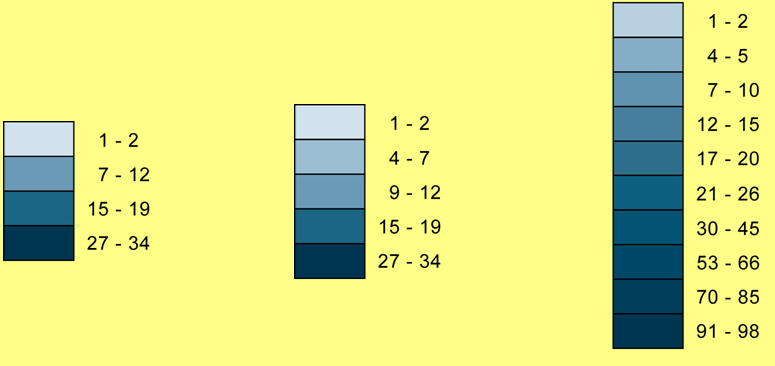 1 - 2
7 - 12
15 - 19
27 - 34
1 - 2
4 - 7
9 - 12
15 - 19
27 - 34
1 - 2
4 - 5
7 - 10
12 - 15
17 - 20
21 - 26
30 - 45
53 - 66
70 - 85
91 - 98